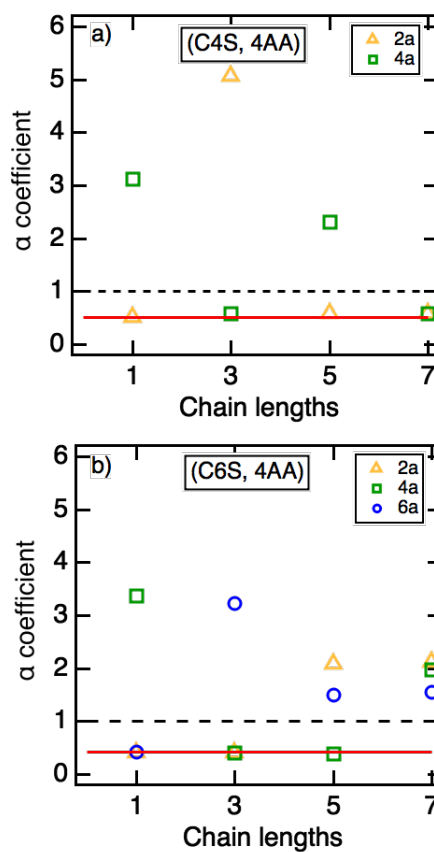 a)
(C4S, 4AA)
2a
4a
6
5
4
3
2
1
0
α coefficient
1 3 5 7
Chain lengths
b)
(C6S, 4AA)
2a
4a
6a
6
5
4
3
2
1
0
α coefficient
1 3 5 7
Chain lengths